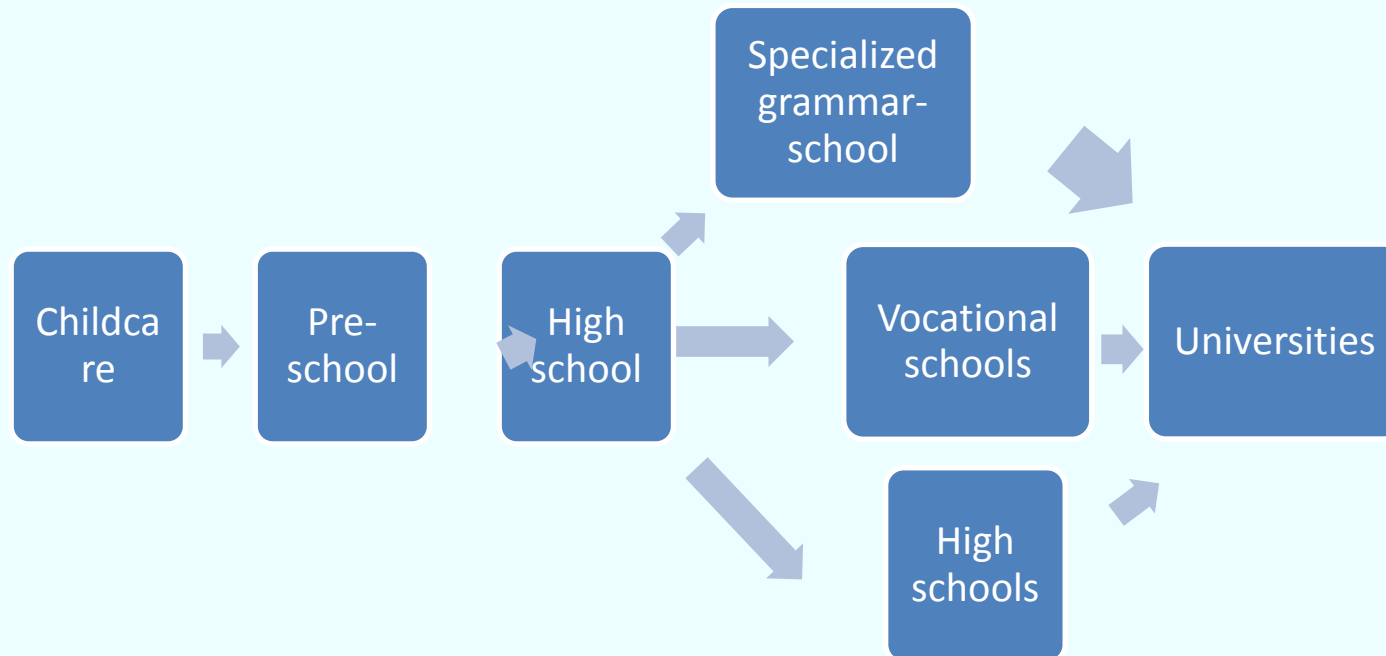 Specialized
grammar-
school
Childca
re
Pre-
school
High
school
Vocational
schools
Universities
High
schools